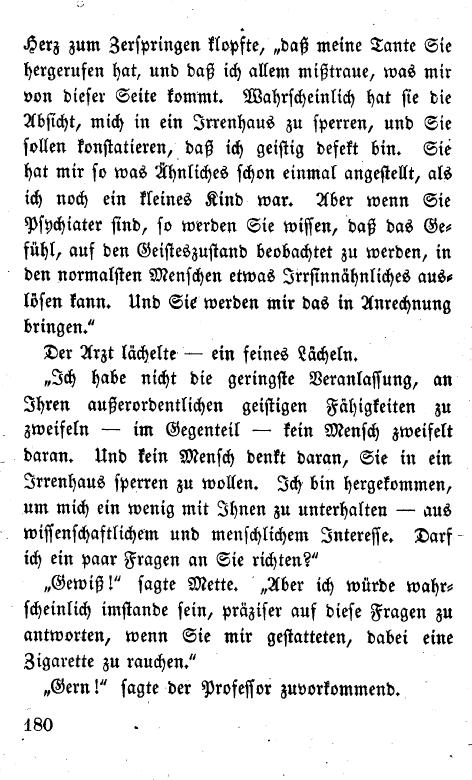 Herz zum Zerspringen klopfte, „daß meine Tante Sie
hergerufen hat, und daß ich allem mißtraue, was mir
von dieser Seite kommt. Wahrscheinlich hat sie die
Absicht, mich in ein Irrenhaus zu sperren, und Sie
sollen konstatieren, daß ich geistig defekt bin. Sie
hat mir so was Ähnliches schon einmal angestellt, als
ich noch ein kleines Kind war. Aber wenn Sie
Psychiater sind, so werden Sie wissen, daß das Ge-
fühl, auf den Geisteszustand beobachtet zu werden, in
den normalsten Menschen etwas Irrsinnähnliches aus-
lösen kann. Und Sie werden mir das in Anrechnung
bringen.“
Der Arzt lächelte — ein feines Lächeln.
„Ich habe nicht die geringste Veranlassung, an
Ihren außerordentlichen geistigen Fähigkeiten zu
zweifeln — im Gegenteil — kein Mensch zweifelt
daran. Und kein Mensch denkt daran, Sie in ein
Irrenhaus sperren zu wollen. Ich bin hergekommen,
um mich ein wenig mit Ihnen zu unterhalten — aus
wissenschaftlichem und menschlichem Interesse. Darf
ich ein paar Fragen an Sie richten?“
„Gewiß!“ sagte Mette. „Aber ich würde wahr-
scheinlich imstande sein, präziser auf diese Fragen zu
antworten, wenn Sie mir gestatteten, dabei eine
Zigarette zu rauchen.“
„Gern!“ sagte der Professor zuvorkommend.
180